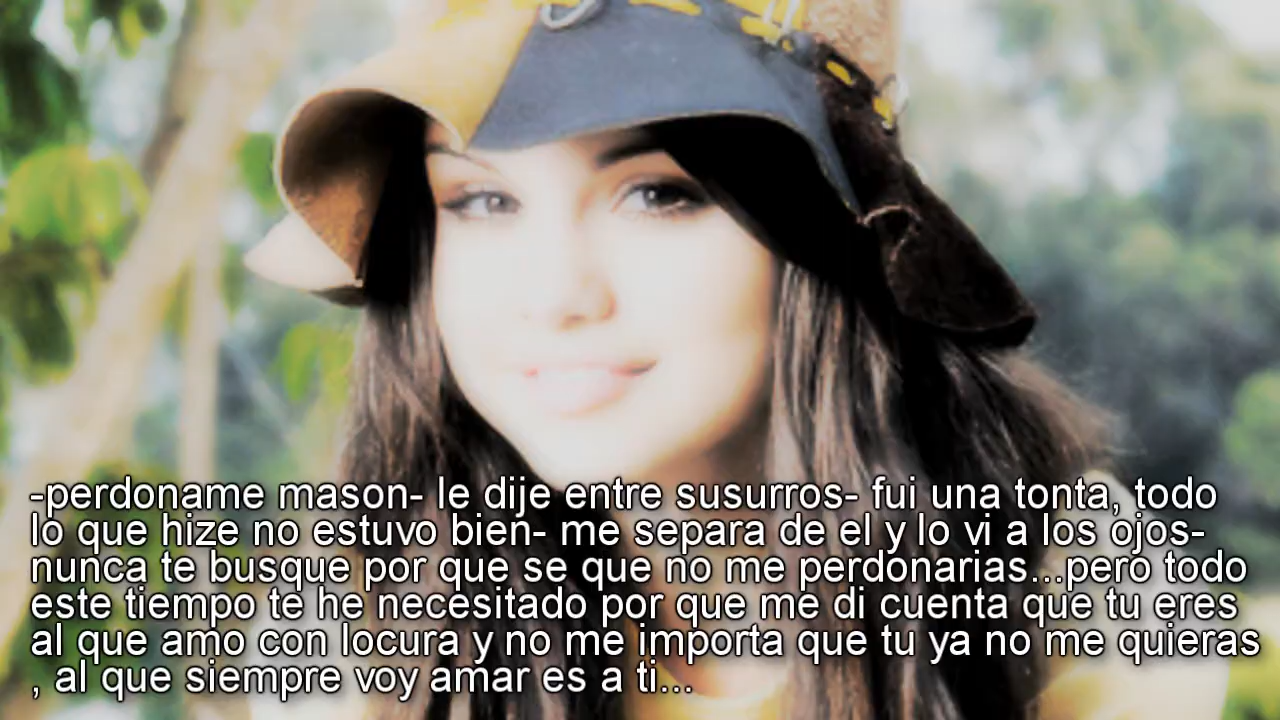 -perdoname mason- le dije entre susurros- fui una tonta, todo
lo que hize no estuvo bien- me separa de el y lo vi a los ojos-
nunca te busque por que se que no me perdonarias...pero todo
este tiempo te he necesitado por que me di cuenta que tu eres
al que amo con locura y no me importa que tu ya no me quieras
, al que siempre voy amar es a ti...